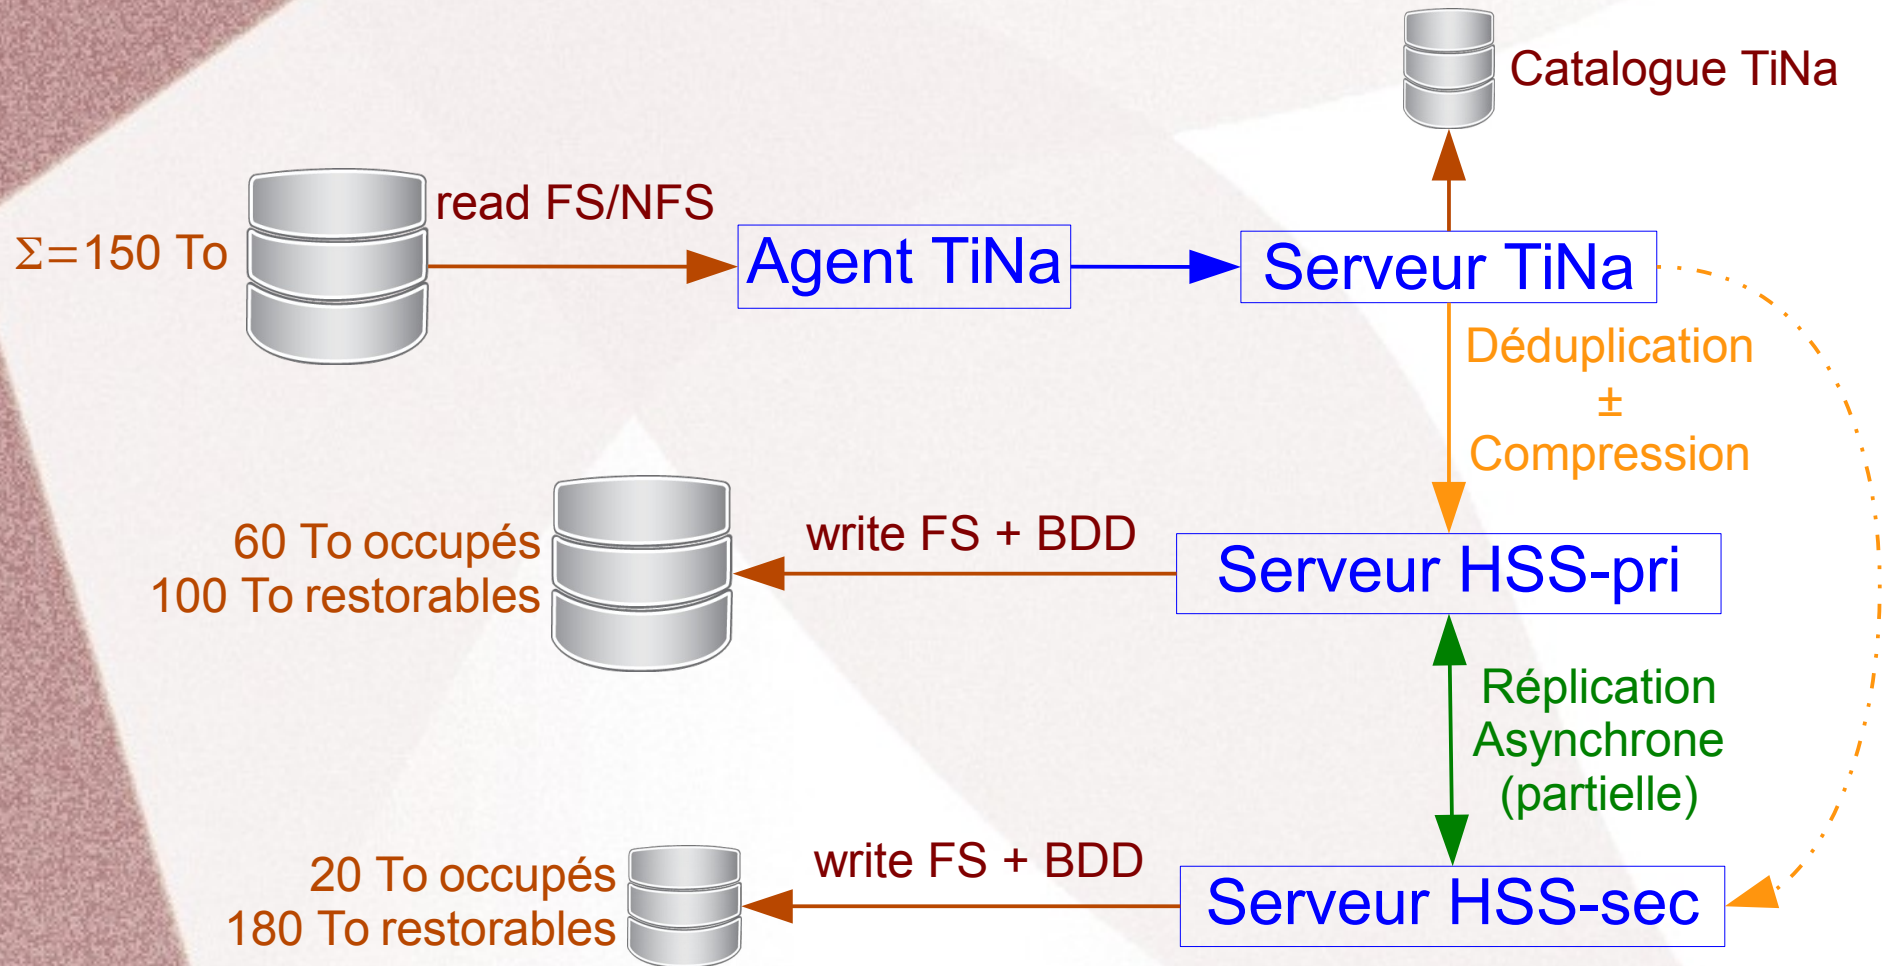 Catalogue TiNa
read FS/NFS
Σ=150 To
Agent TiNa
Serveur TiNa
Déduplication
±
Compression
60 To occupés
100 To restorables
write FS + BDD
Serveur HSS-pri
Réplication
Asynchrone
(partielle)
20 To occupés
180 To restorables
write FS + BDD
Serveur HSS-sec